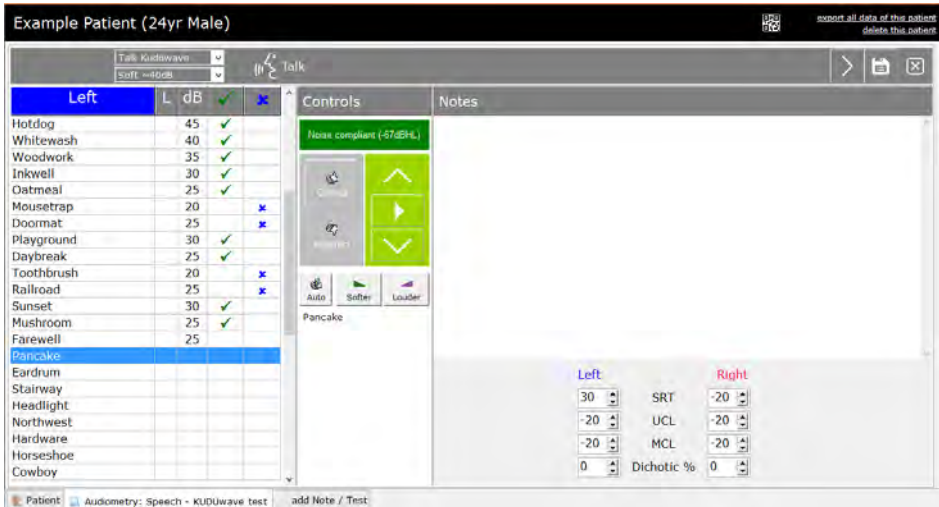 Example Patient (24yr Male)
export all data of this patient
delete this patient
Talk Kuduwave
Soft ~40dB
Talk
Left L dB
Controls
Notes
Hotdog 45 ✓
Whitewash 40 ✓
Woodwork 35 ✓
Inkwell 30 ✓
Oatmeal 25 ✓
Mousetrap 20 ×
Doormat 25 ×
Playground 30 ✓
Daybreak 25 ✓
Toothbrush 20 ×
Railroad 25 ×
Sunset 30 ✓
Mushroom 25 ✓
Farewell 25
Pancake
Eardrum
Stairway
Headlight
Northwest
Hardware
Horseshoe
Cowboy
Noise compliant (-67dBHL)
Auto Softer Louder
Pancake
Left Right
30 SRT -20
-20 UCL -20
-20 MCL -20
0 Dichotic % 0
Patient Audiometry: Speech - KUDUwave test add Note / Test